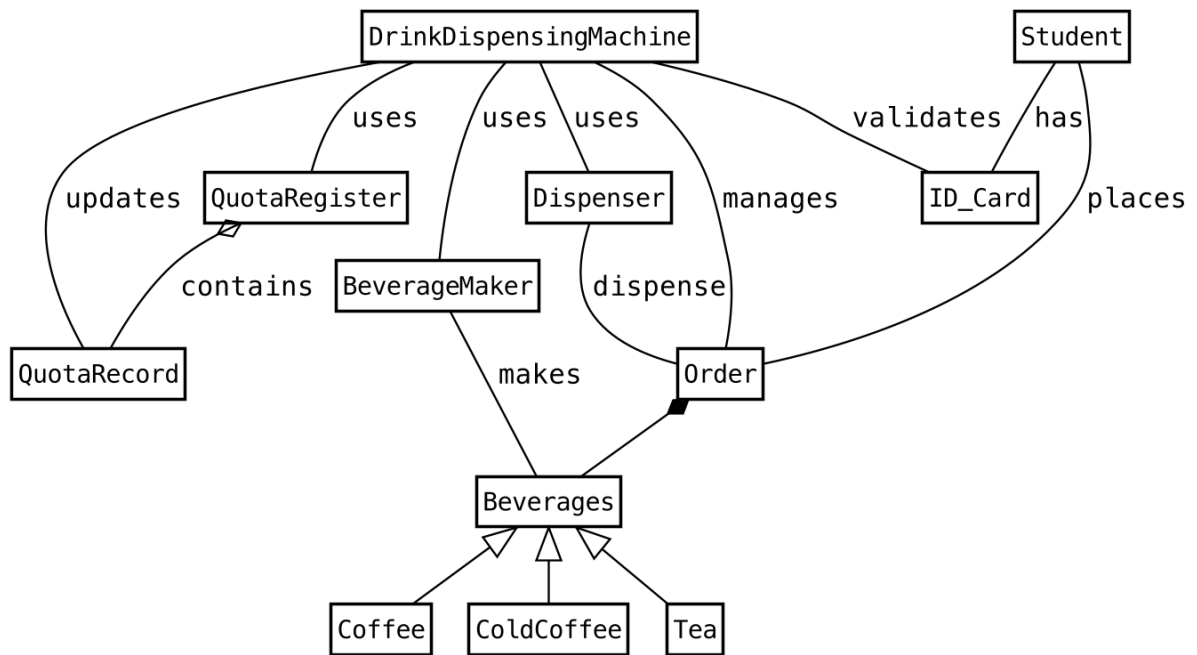 DrinkDispensingMachine
Student
uses
uses
uses
validates
has
updates
QuotaRegister
Dispenser
manages
ID_Card
places
contains
BeverageMaker
dispense
QuotaRecord
makes
Order
Beverages
Coffee
ColdCoffee
Tea